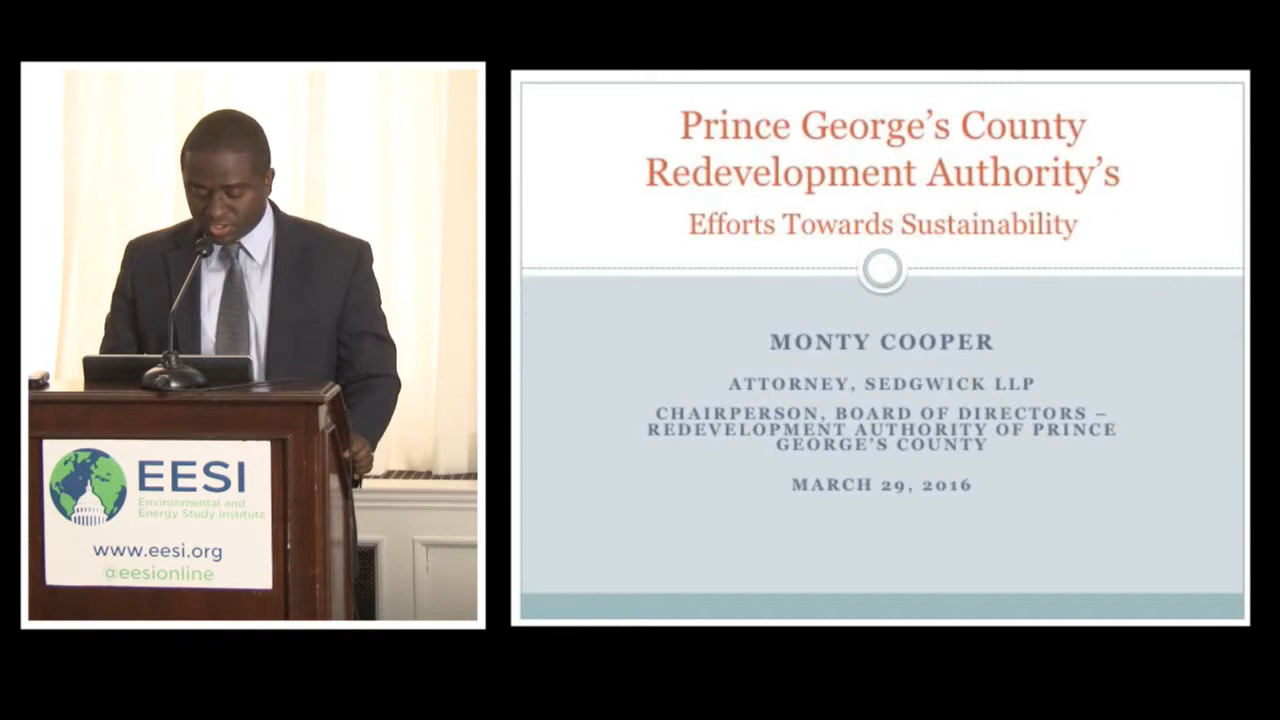 EESI
Environmental and
Energy Study Institute
www.eesi.org
@eesionline
Prince George's County
Redevelopment Authority's
Efforts Towards Sustainability
MONTY COOPER
ATTORNEY, SEDGWICK LLP
CHAIRPERSON, BOARD OF DIRECTORS –
REDEVELOPMENT AUTHORITY OF PRINCE
GEORGE'S COUNTY
MARCH 29, 2016